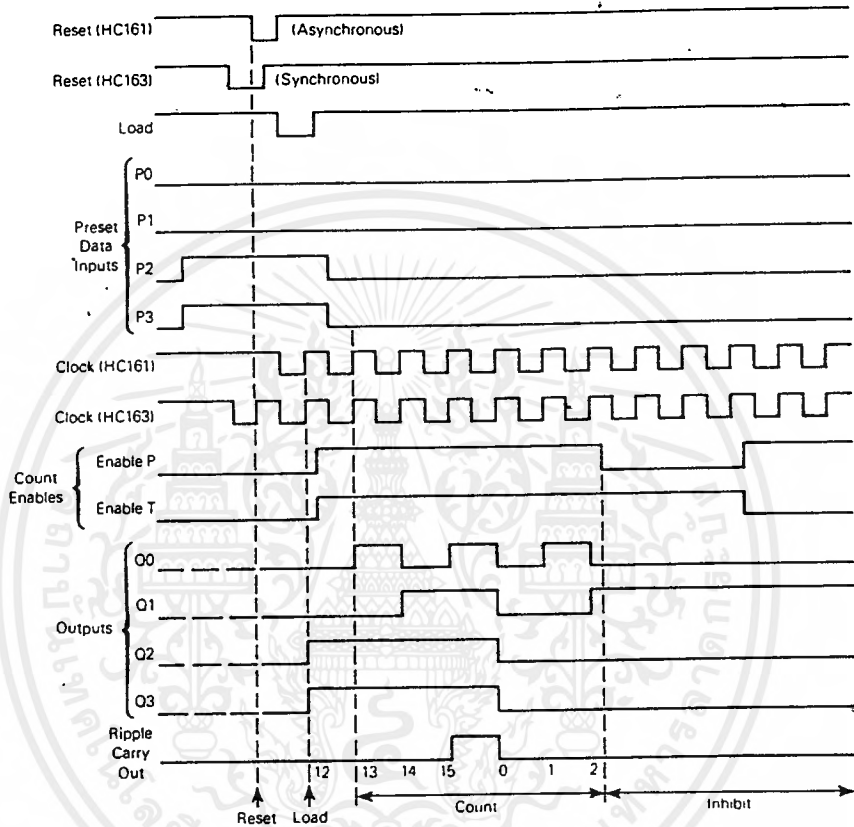 Reset (HC161)
(Asynchronous)
Reset (HC163)
(Synchronous)
Load
Preset
Data
Inputs
P0
P1
P2
P3
Clock (HC161)
Clock (HC163)
Count
Enables
Enable P
Enable T
Outputs
Q0
Q1
Q2
Q3
Ripple
Carry
Out
12 13 14 15 0 1 2
Reset Load
Count
Inhibit